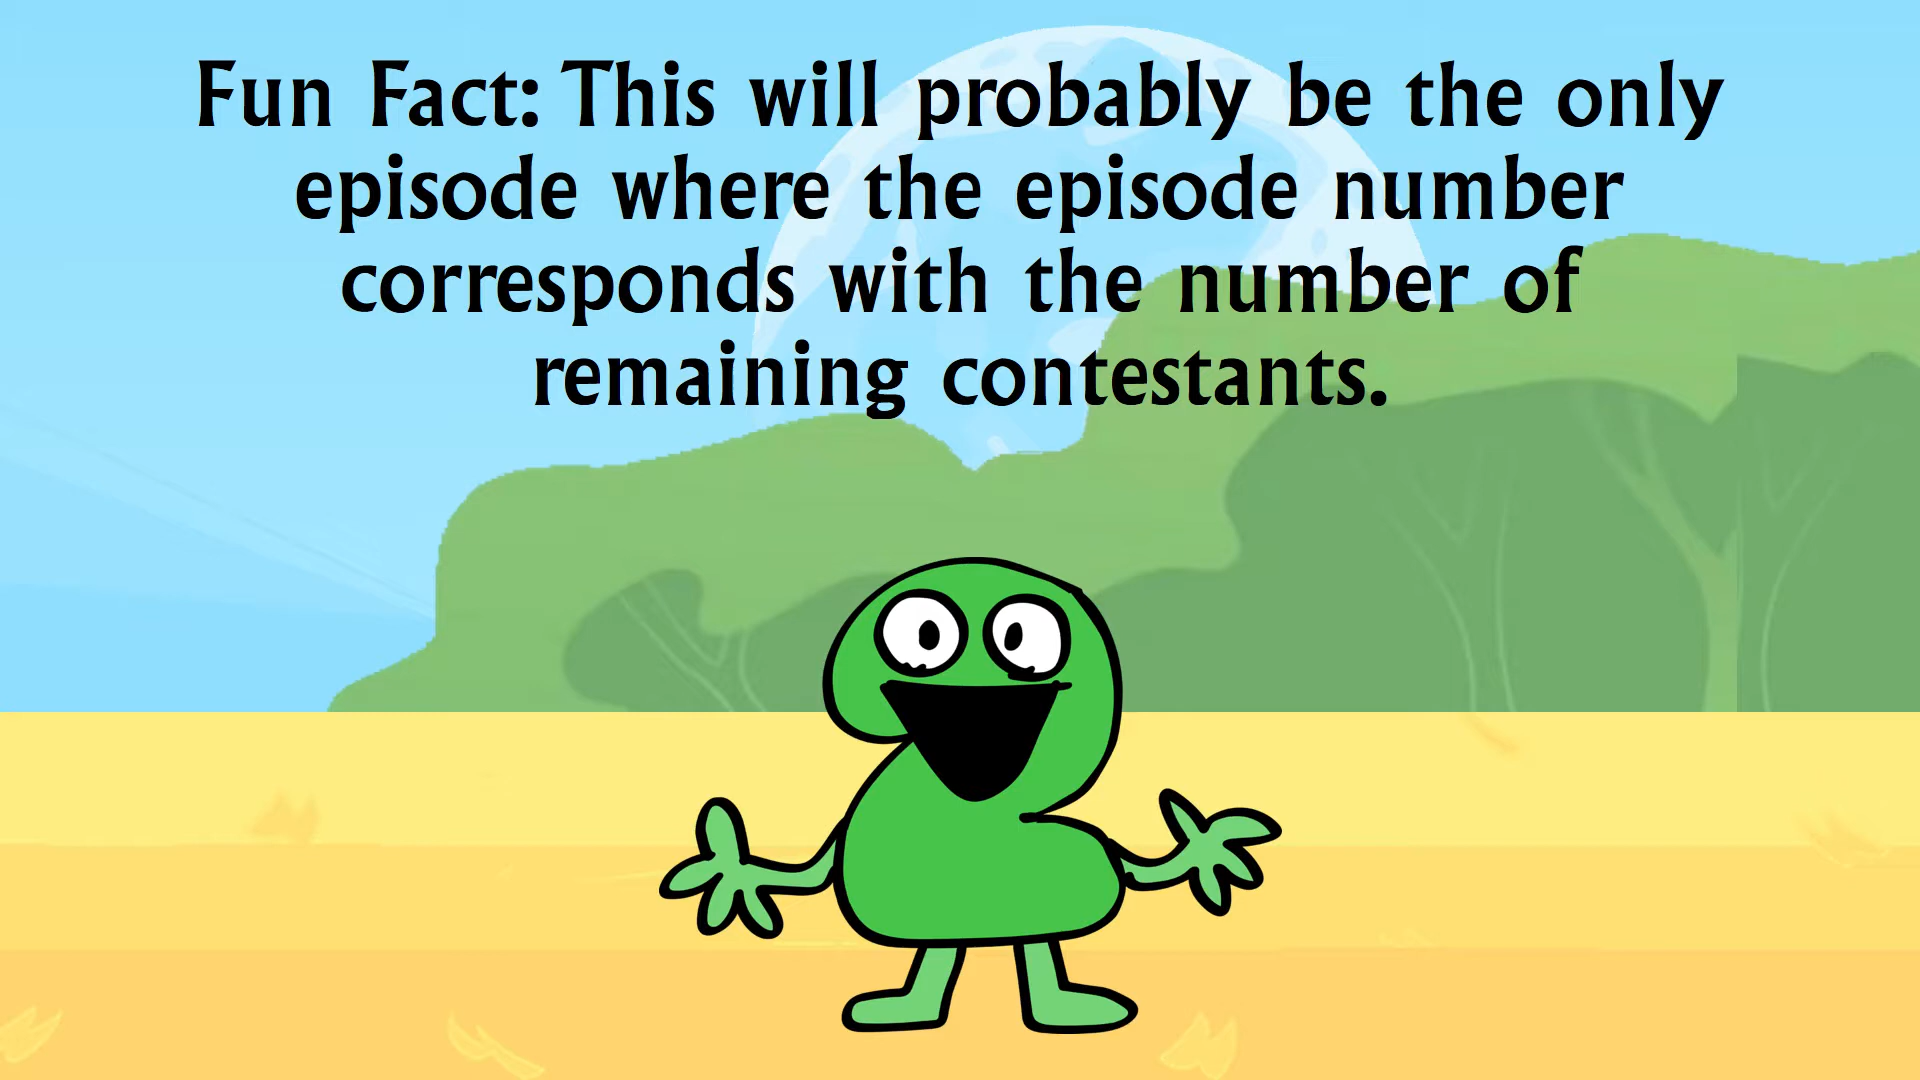 Fun Fact: This will probably be the only
episode where the episode number
corresponds with the number of
remaining contestants.